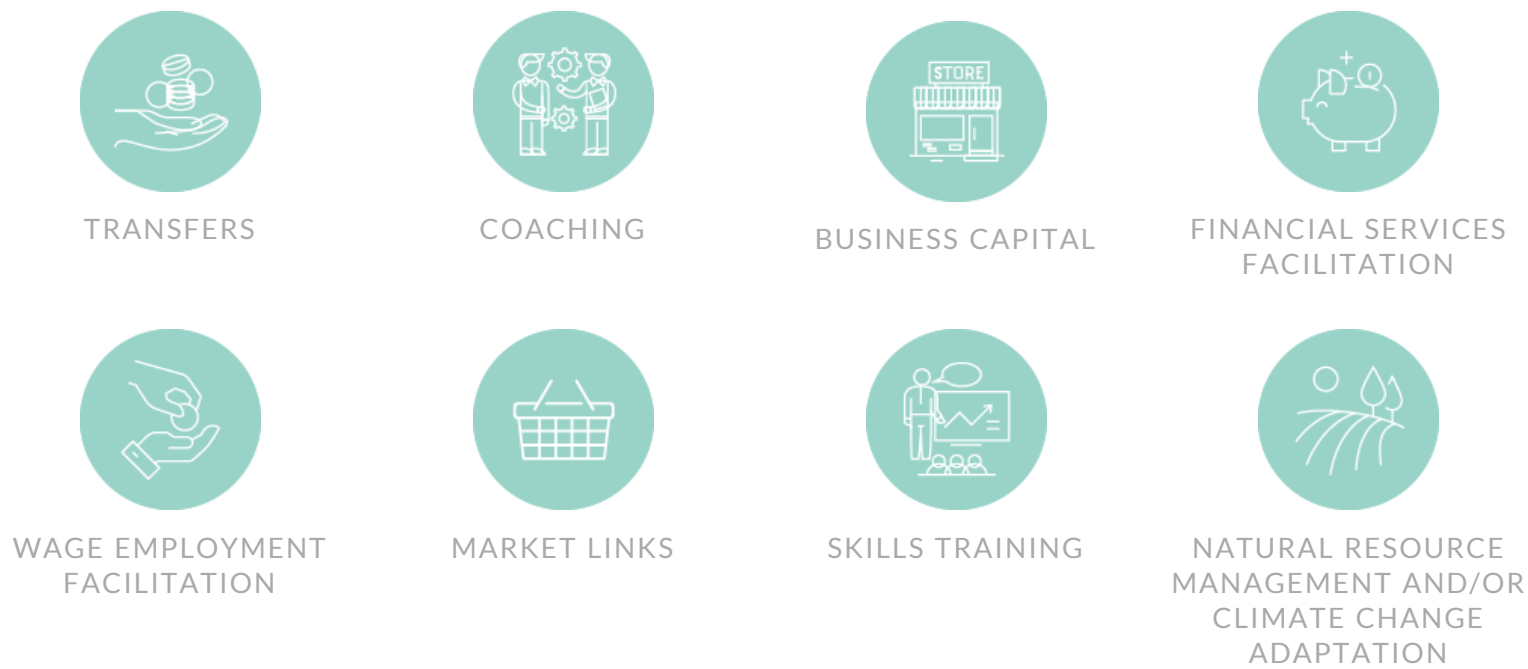 STORE
TRANSFERS
COACHING
BUSINESS CAPITAL
FINANCIAL SERVICES
FACILITATION
WAGE EMPLOYMENT
FACILITATION
MARKET LINKS
SKILLS TRAINING
NATURAL RESOURCE
MANAGEMENT AND/OR
CLIMATE CHANGE
ADAPTATION